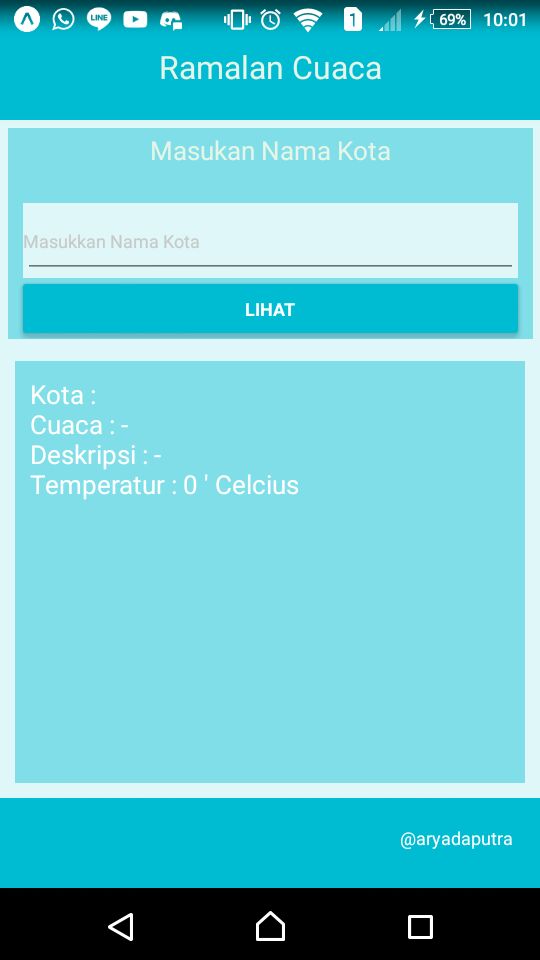 LINE
1
69%
10:01
Ramalan Cuaca
Masukan Nama Kota
Masukkan Nama Kota
LIHAT
Kota :
Cuaca : -
Deskripsi : -
Temperatur : 0 ' Celcius
@aryadaputra